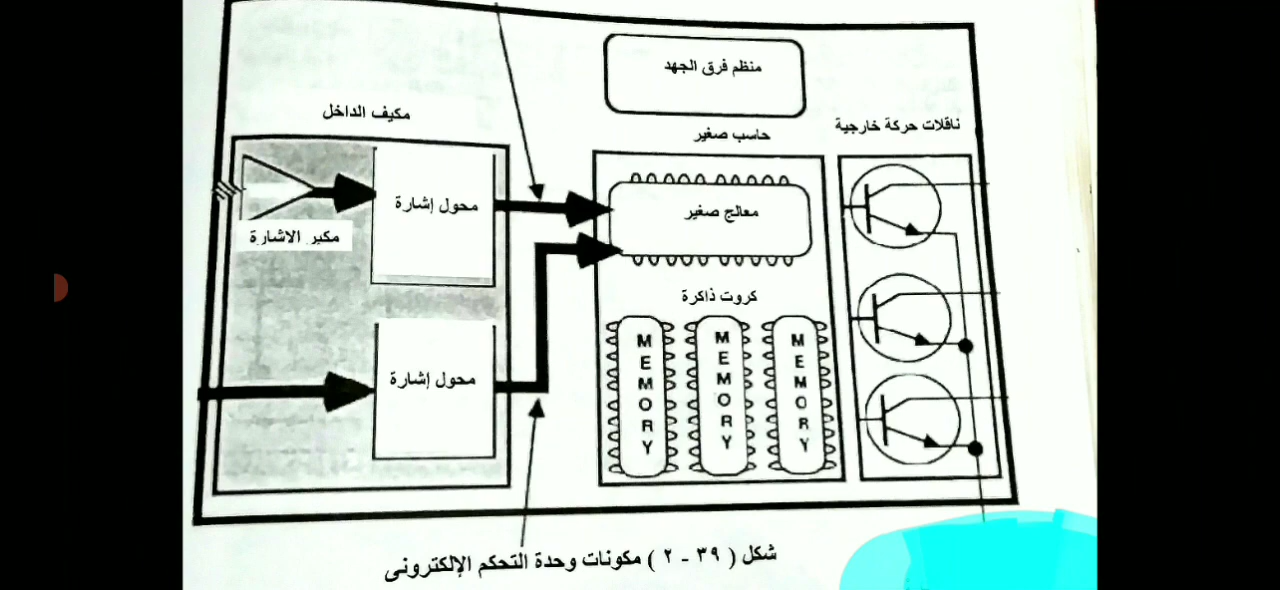 منظم فرق الجهد
مكيف الداخل
حاسب صغير
ناقلات حركة خارجية
محول إشارة
معالج صغير
مكبر الاشارة
كروت ذاكرة
محول إشارة
MEMORY
MEMORY
MEMORY
شكل ( ٣٩ - ٢ ) مكونات وحدة التحكم الإلكترونى